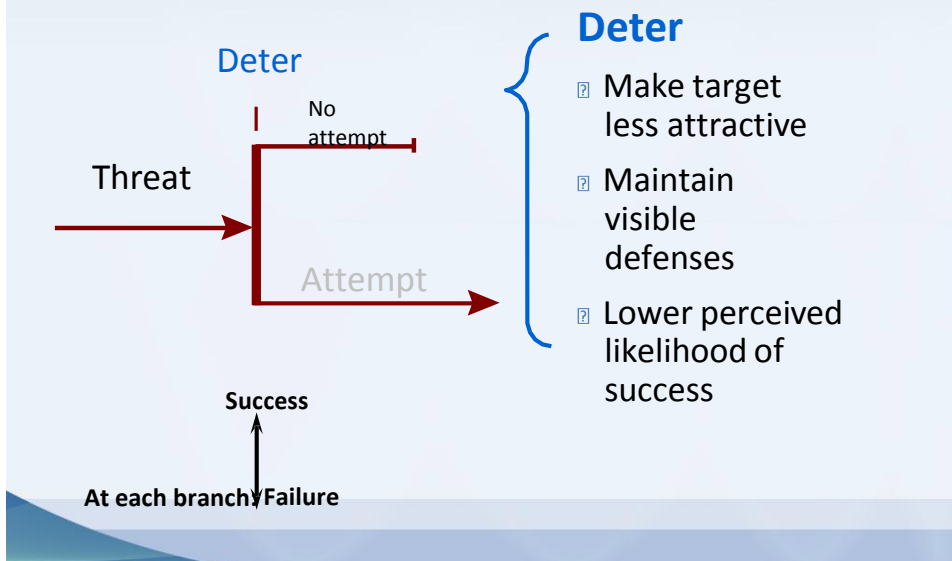 Deter
No
attempt
Threat
Attempt
Success
At each branch: Failure
Deter
Make target
less attractive
Maintain
visible
defenses
Lower perceived
likelihood of
success